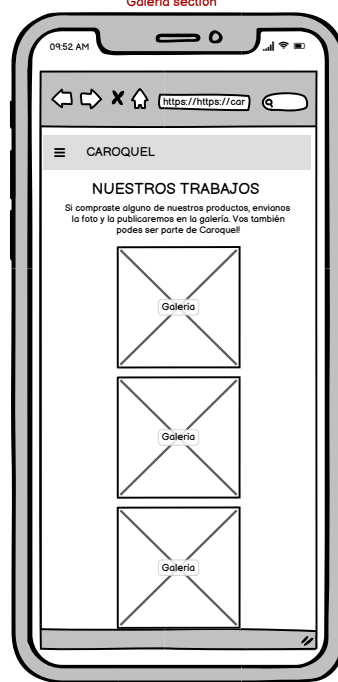 Galeria section
09:52 AM
https://https://car
CAROQUEL
NUESTROS TRABAJOS
Si compraste alguno de nuestros productos, envianos
la foto y la publicaremos en la galería. Vos también
podes ser parte de Caroquel!
Galeria
Galeria
Galeria